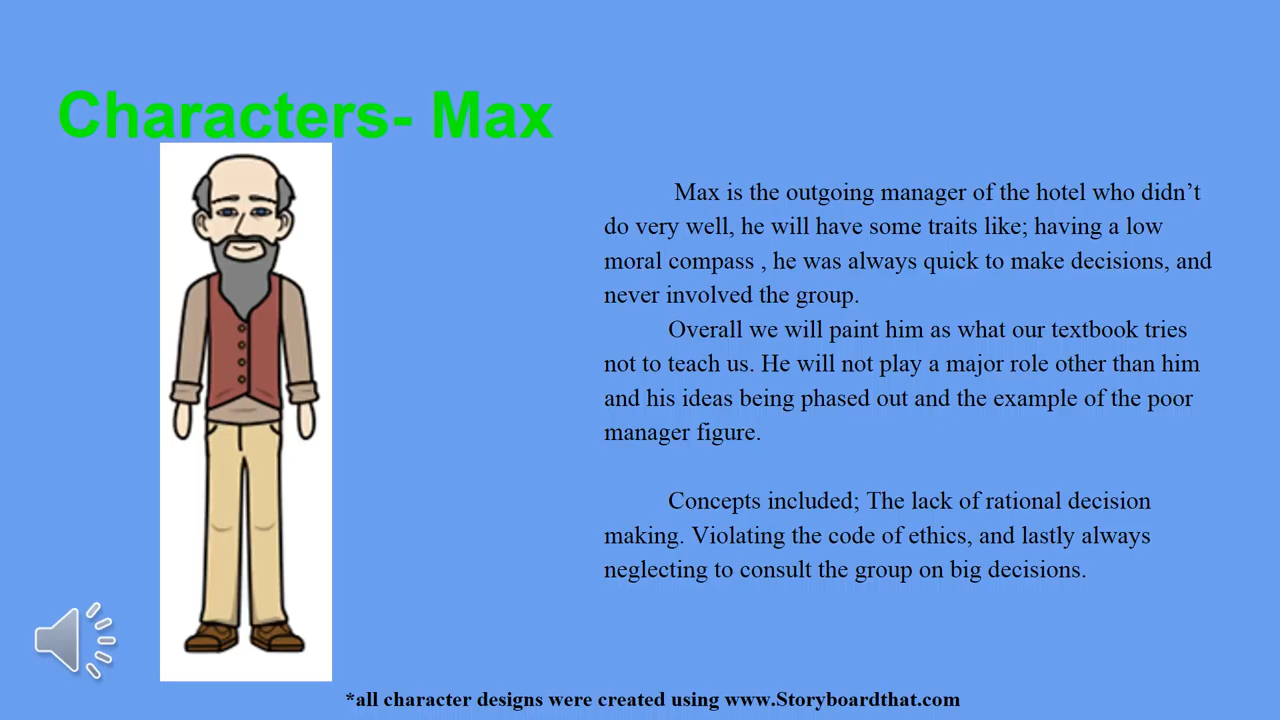 Characters- Max
Max is the outgoing manager of the hotel who didn’t
do very well, he will have some traits like; having a low
moral compass , he was always quick to make decisions, and
never involved the group.
Overall we will paint him as what our textbook tries
not to teach us. He will not play a major role other than him
and his ideas being phased out and the example of the poor
manager figure.
Concepts included; The lack of rational decision
making. Violating the code of ethics, and lastly always
neglecting to consult the group on big decisions.
*all character designs were created using www.Storyboardthat.com